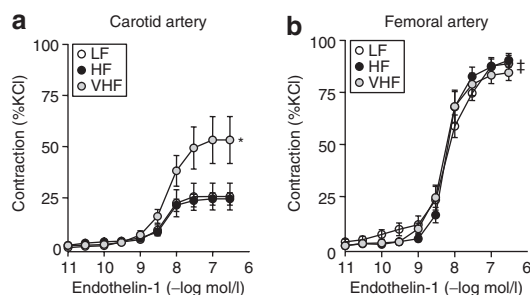 a
Carotid artery
100
75
50
25
0
Contraction (%KCl)
LF
HF
VHF
*
11 10 9 8 7 6
Endothelin-1 (–log mol/l)
b
Femoral artery
100
75
50
25
0
Contraction (%KCl)
LF
HF
VHF
‡
11 10 9 8 7 6
Endothelin-1 (–log mol/l)